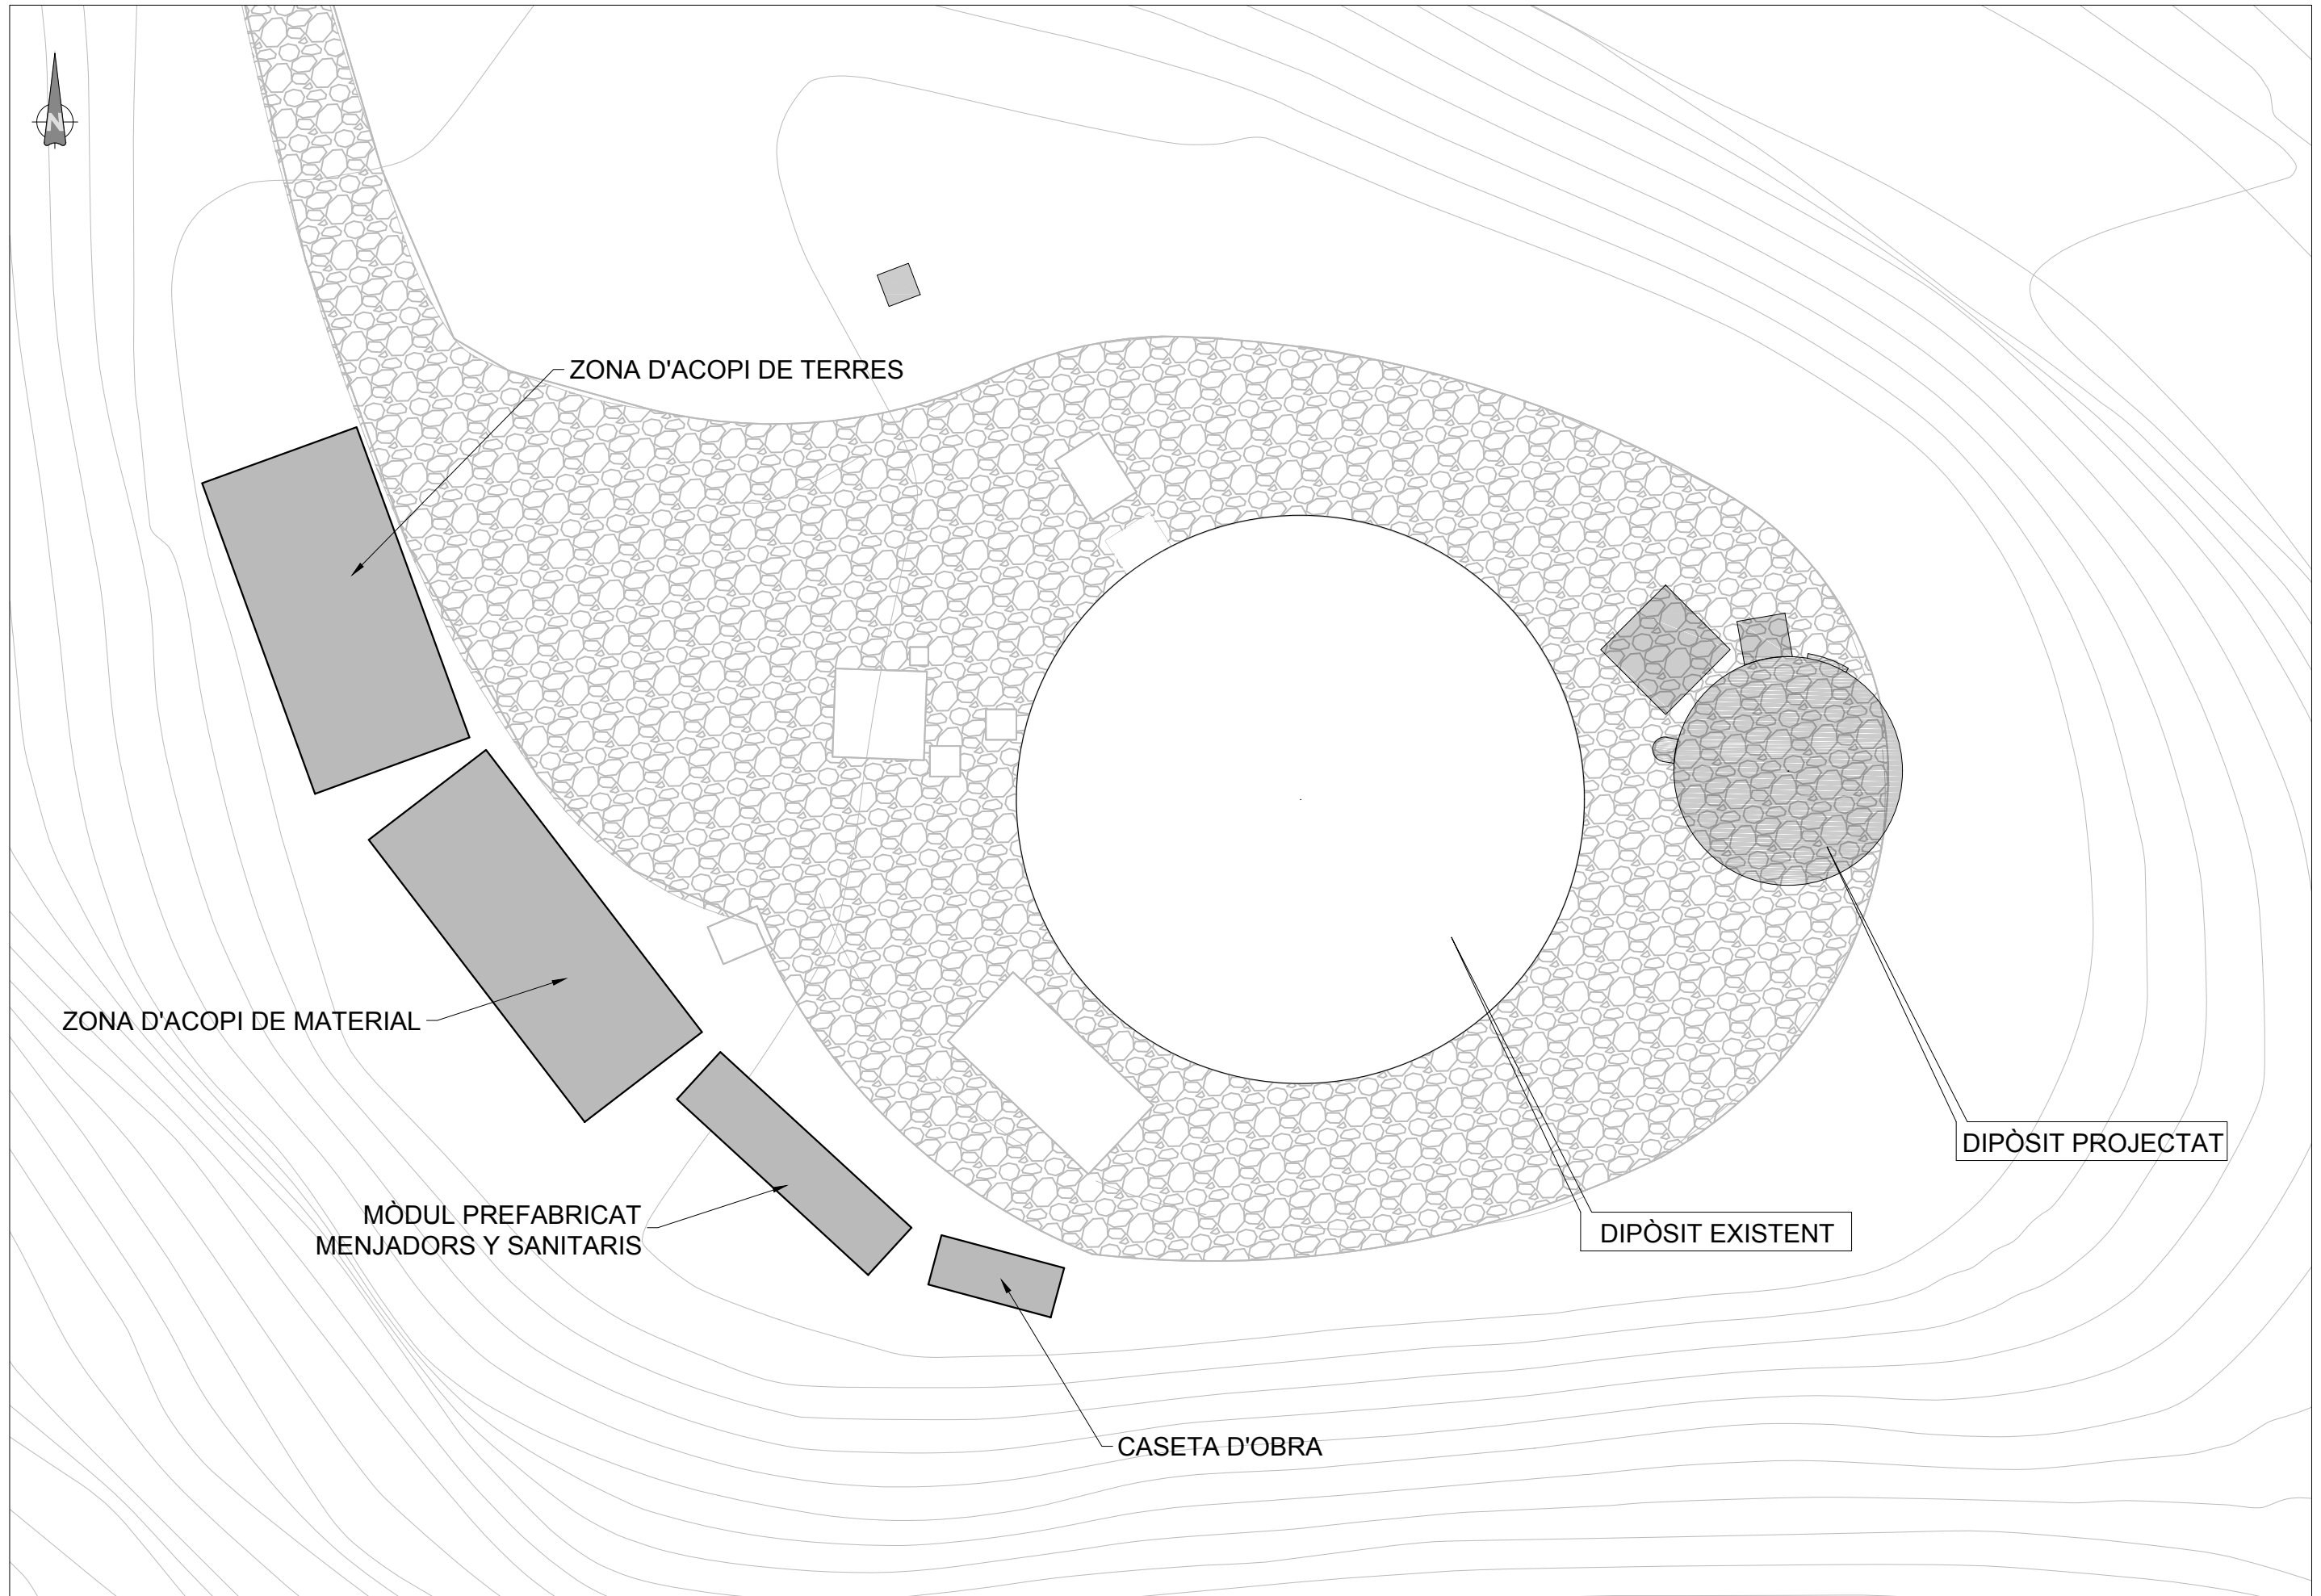 N
ZONA D'ACOPI DE TERRES
ZONA D'ACOPI DE MATERIAL
DIPÒSIT PROJECTAT
MÒDUL PREFABRICAT
MENJADORS Y SANITARIS
DIPÒSIT EXISTENT
CASETA D'OBRA